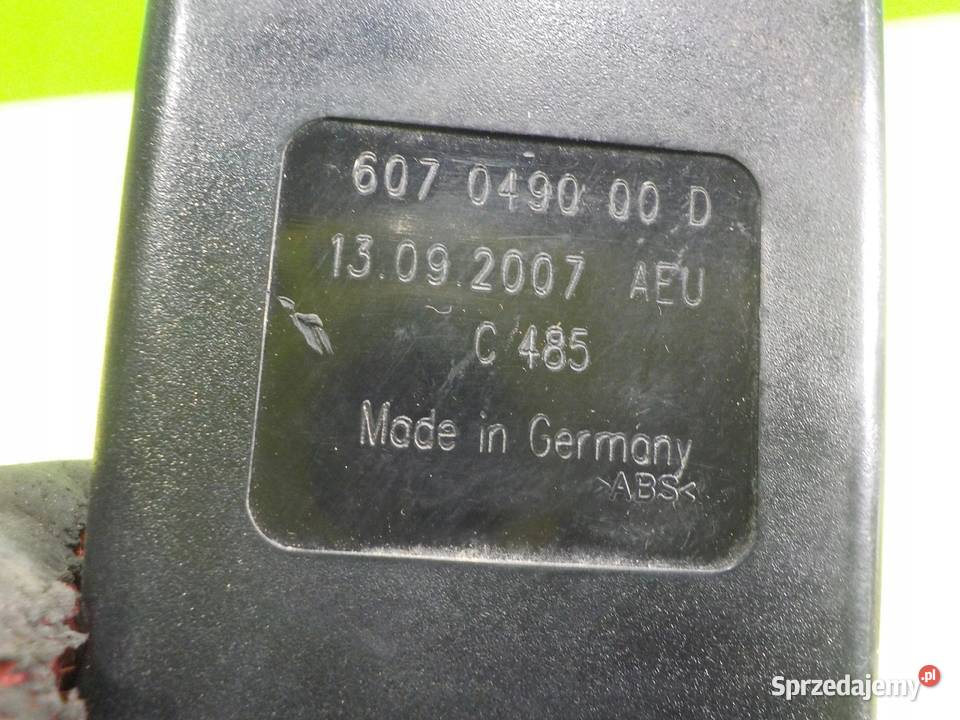 607 0490 00 D
13.09.2007 AEU
C 485
Made in Germany
>ABS<
Sprzedajemy.pl